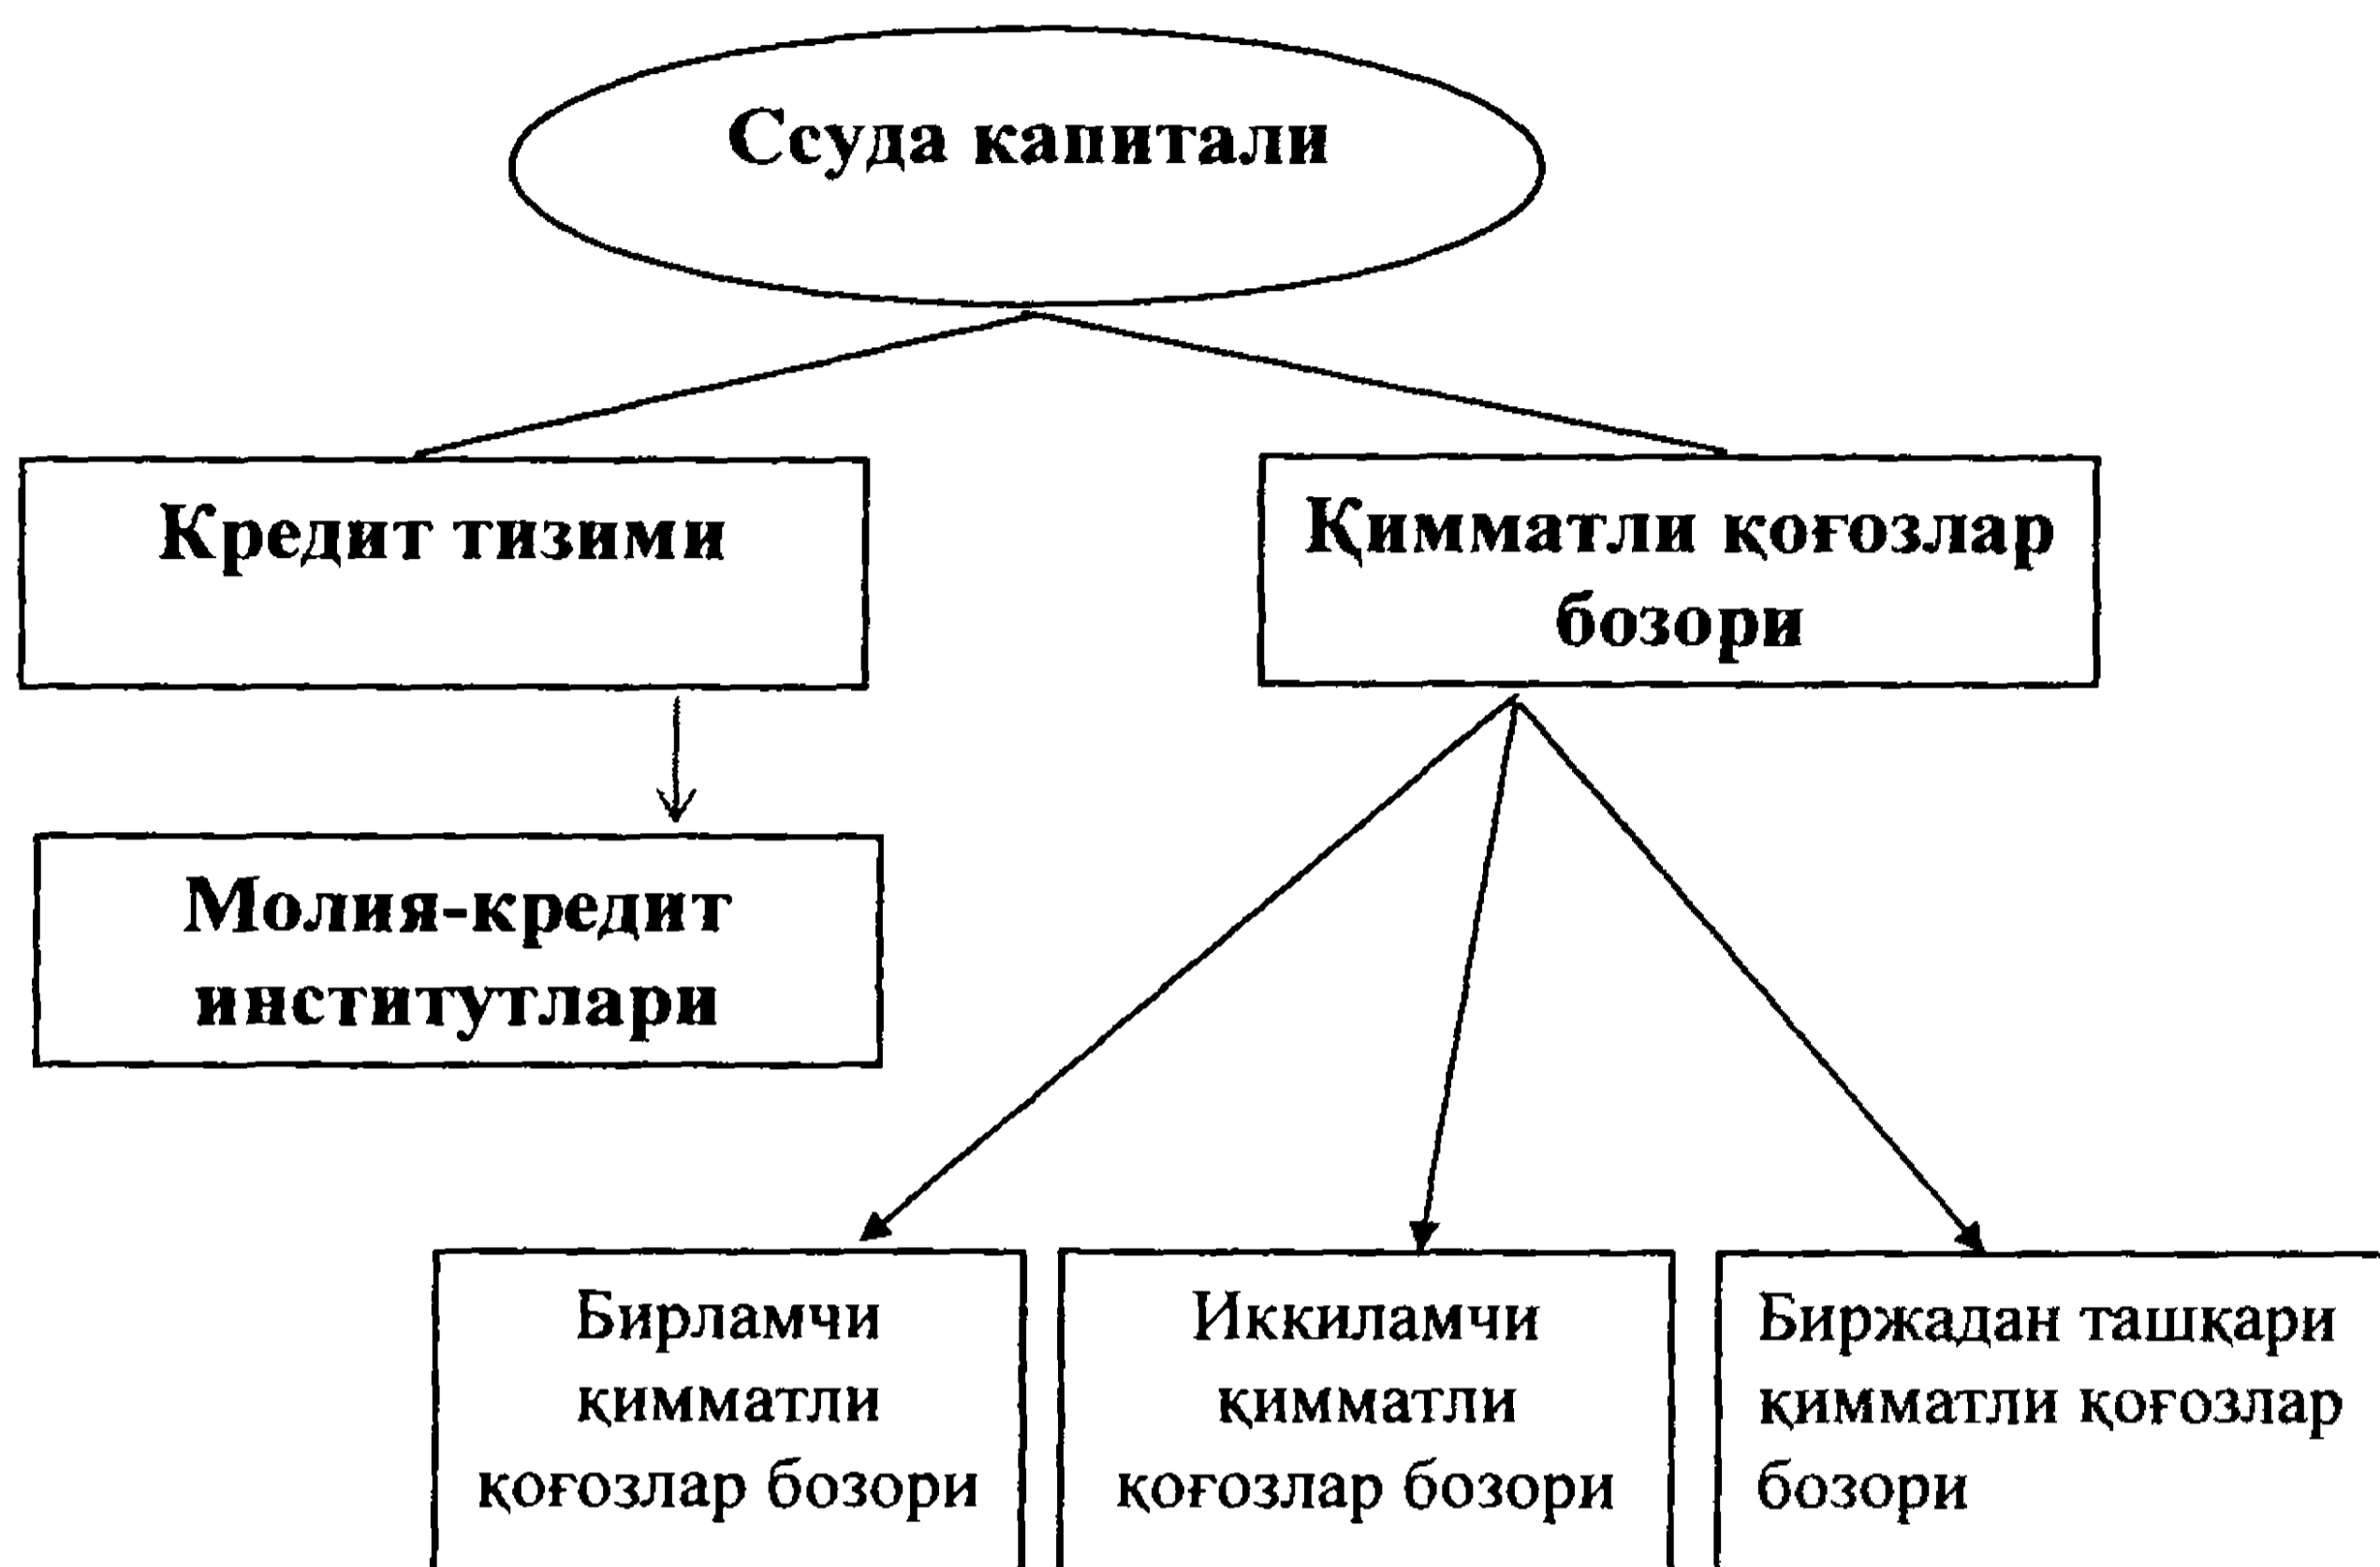 Ссуда капитали
Кредит тизими
Қимматли қоғозлар
бозори
Молия-кредит
институтлари
Бирламчи
қимматли
қоғозлар бозори
Иккиламчи
қимматли
қоғозлар бозори
Биржадан ташқари
қимматли қоғозлар
бозори